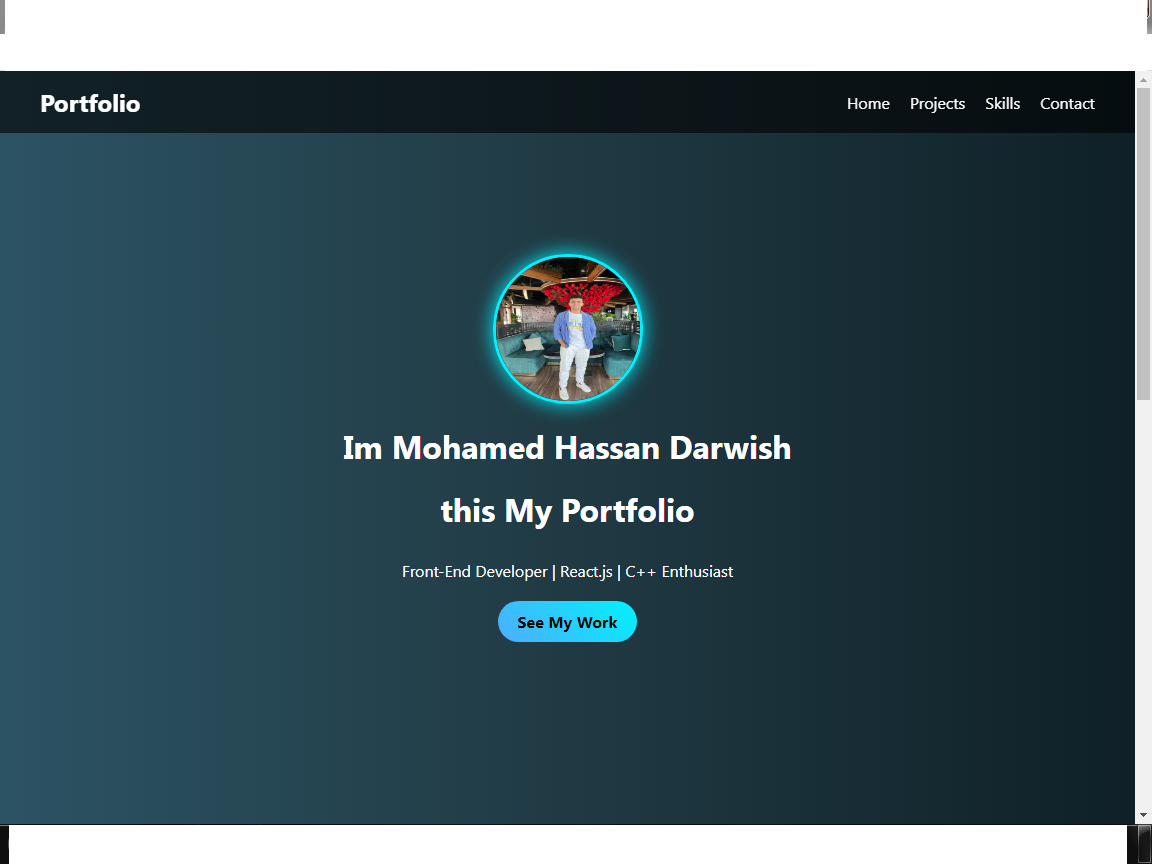 Portfolio
Home Projects Skills Contact
Im Mohamed Hassan Darwish
this My Portfolio
Front-End Developer | React.js | C++ Enthusiast
See My Work